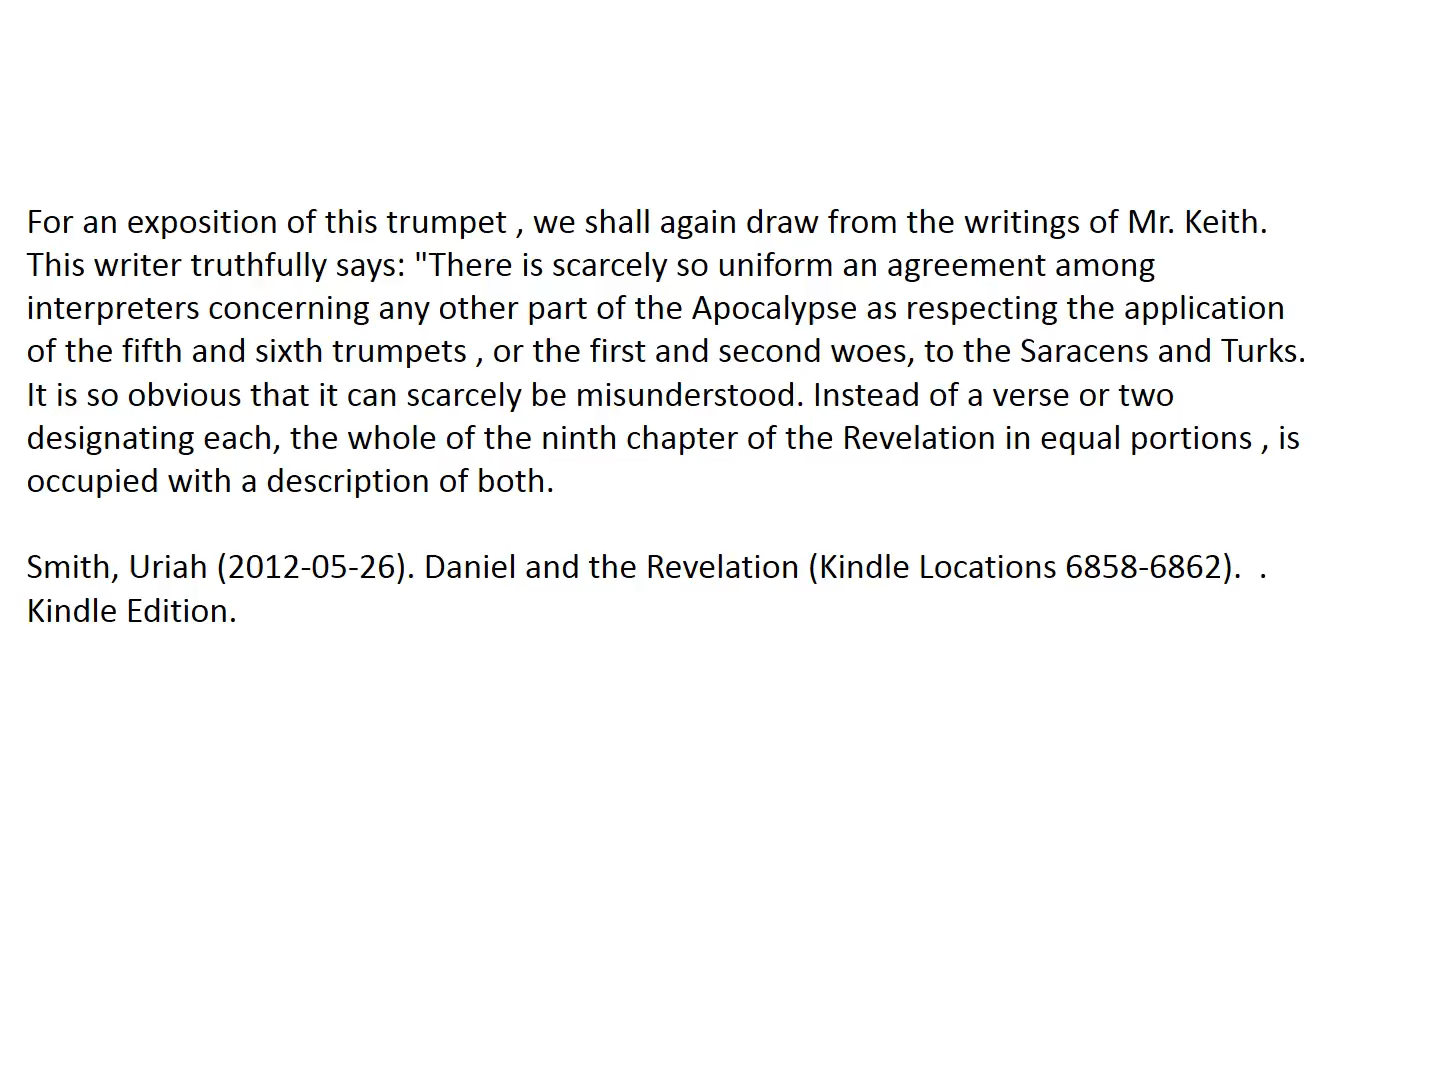 For an exposition of this trumpet , we shall again draw from the writings of Mr. Keith.
This writer truthfully says: "There is scarcely so uniform an agreement among
interpreters concerning any other part of the Apocalypse as respecting the application
of the fifth and sixth trumpets , or the first and second woes, to the Saracens and Turks.
It is so obvious that it can scarcely be misunderstood. Instead of a verse or two
designating each, the whole of the ninth chapter of the Revelation in equal portions , is
occupied with a description of both.
Smith, Uriah (2012-05-26). Daniel and the Revelation (Kindle Locations 6858-6862).  .
Kindle Edition.